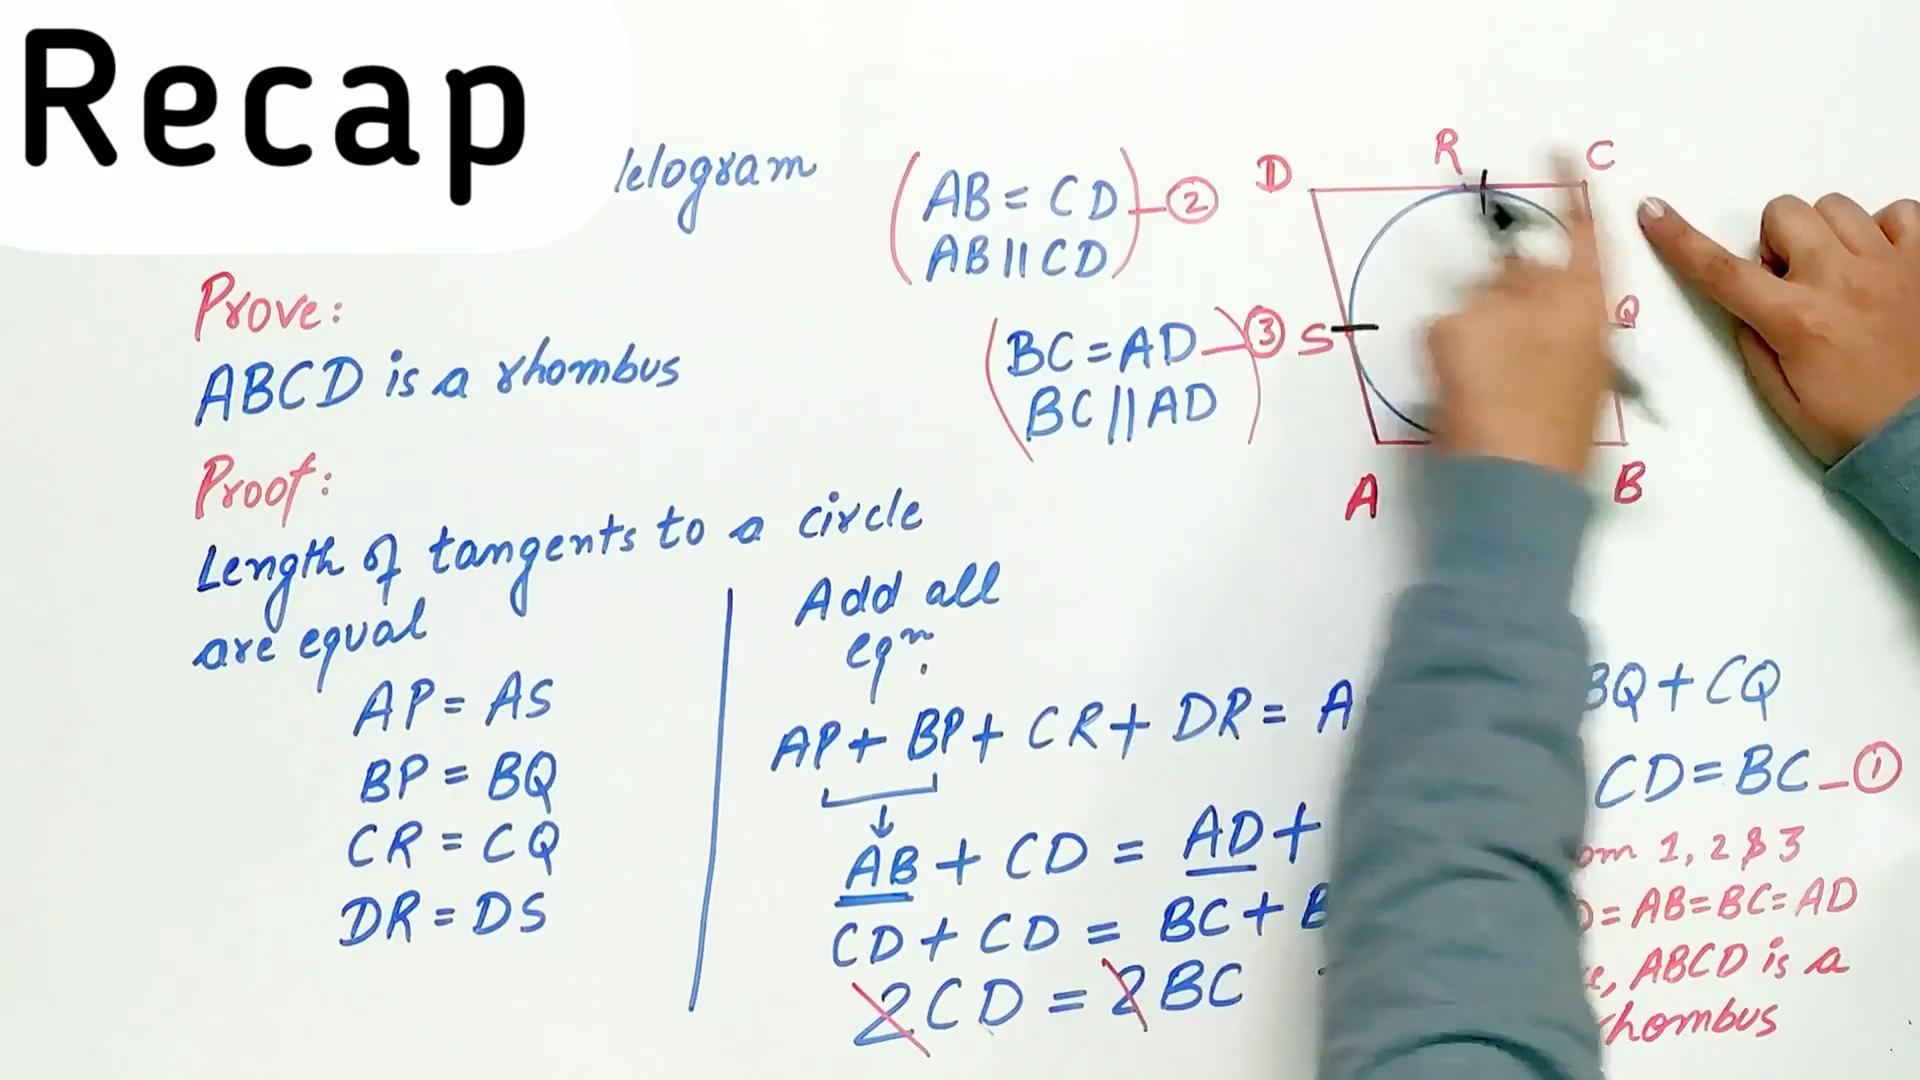 Recap
lelogram
Prove:
ABCD is a rhombus
Proof:
Length of tangents to a circle
are equal
AP = AS
BP = BQ
CR = CQ
DR = DS
(AB = CD) — ②
AB || CD
(BC = AD) — ③
BC || AD
D R C
S Q
A B
Add all
eqⁿ.
AP + BP + CR + DR = A
BQ + CQ
↓
AB + CD = AD +
CD = BC — ①
CD + CD = BC + B
2CD = 2BC
om 1, 2 & 3
D = AB = BC = AD
e, ABCD is a
rhombus